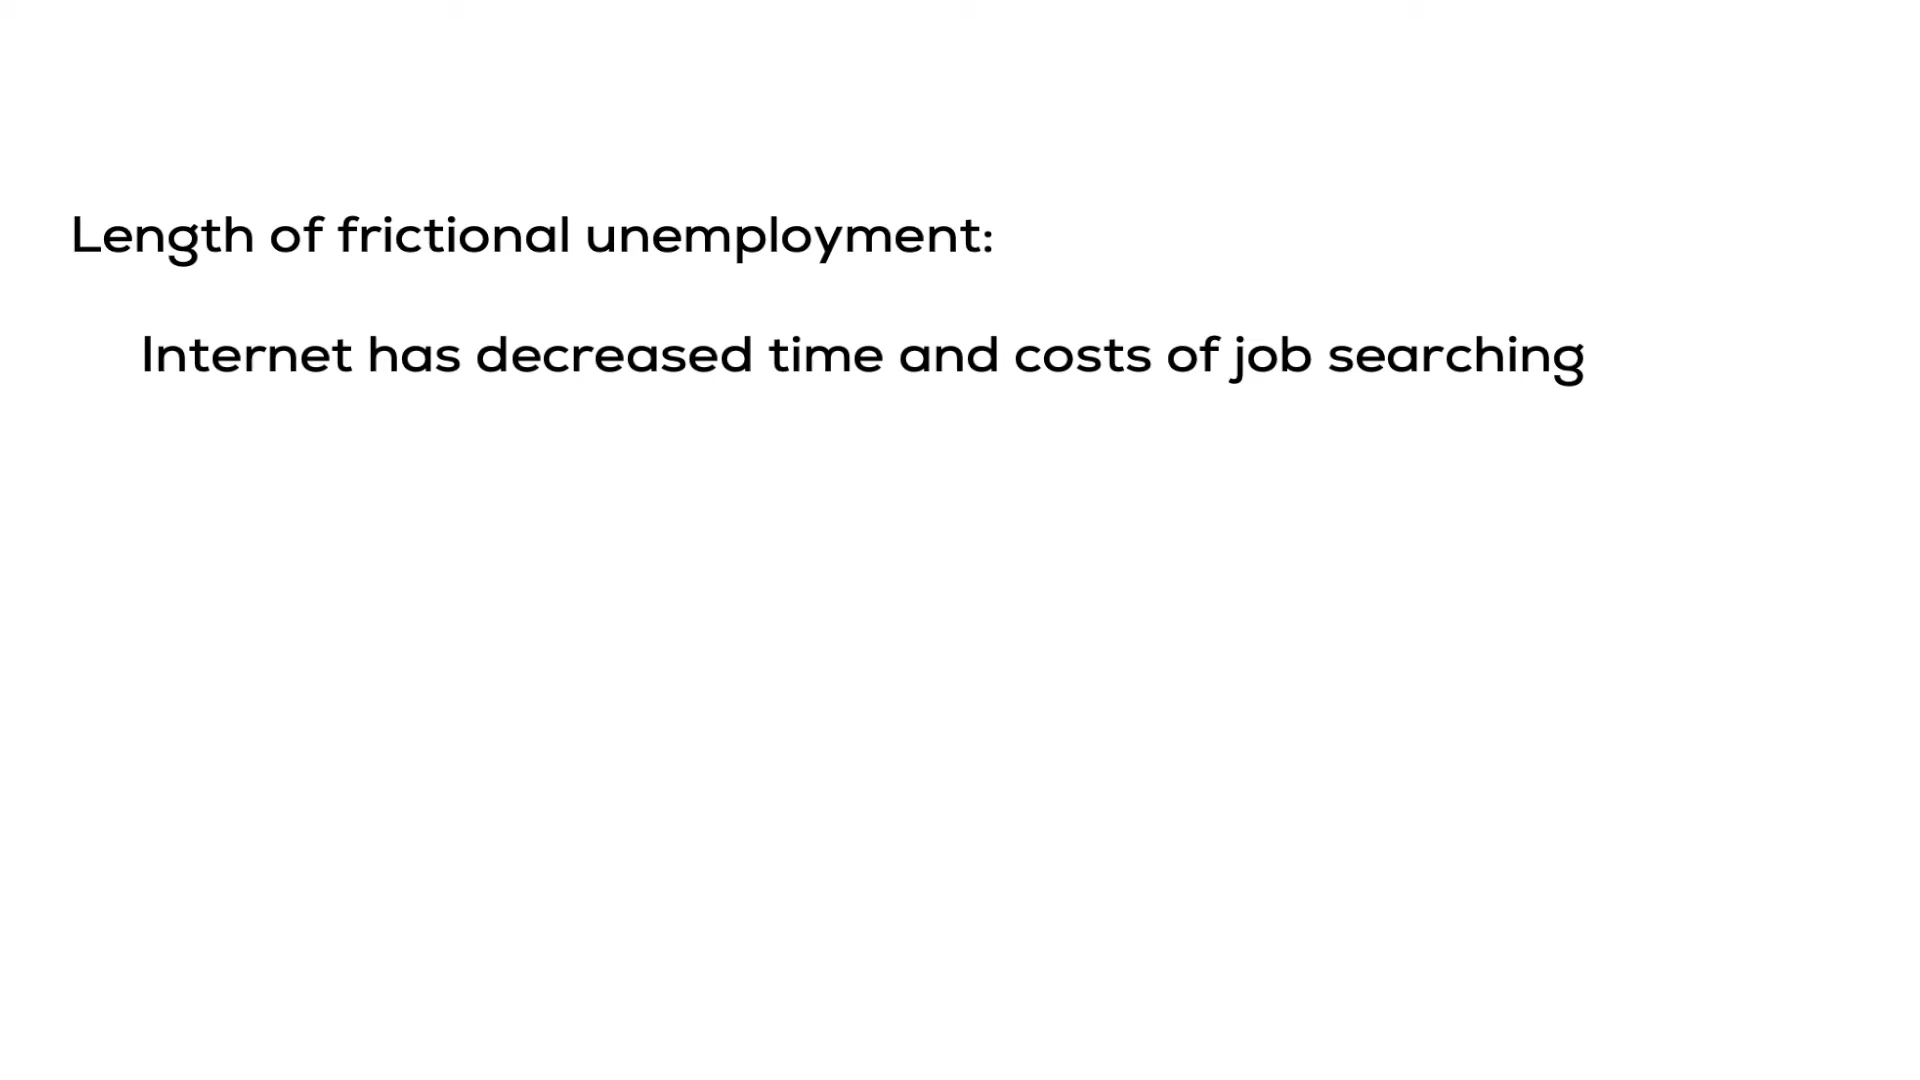 Length of frictional unemployment:
Internet has decreased time and costs of job searching